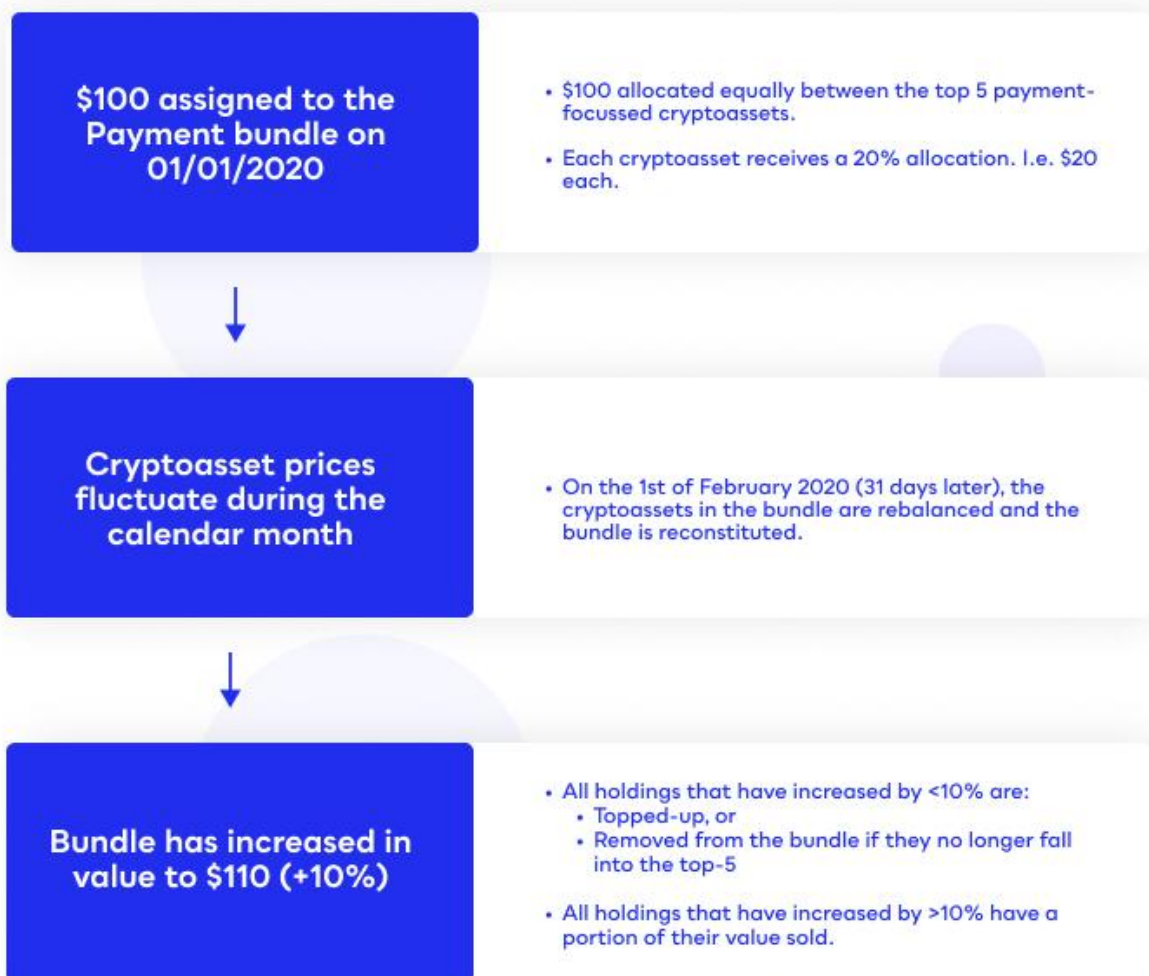 $100 assigned to the
Payment bundle on
01/01/2020
• $100 allocated equally between the top 5 payment-
focussed cryptoassets.
• Each cryptoasset receives a 20% allocation. I.e. $20
each.
Cryptoasset prices
fluctuate during the
calendar month
• On the 1st of February 2020 (31 days later), the
cryptoassets in the bundle are rebalanced and the
bundle is reconstituted.
Bundle has increased in
value to $110 (+10%)
• All holdings that have increased by <10% are:
• Topped-up, or
• Removed from the bundle if they no longer fall
into the top-5
• All holdings that have increased by >10% have a
portion of their value sold.